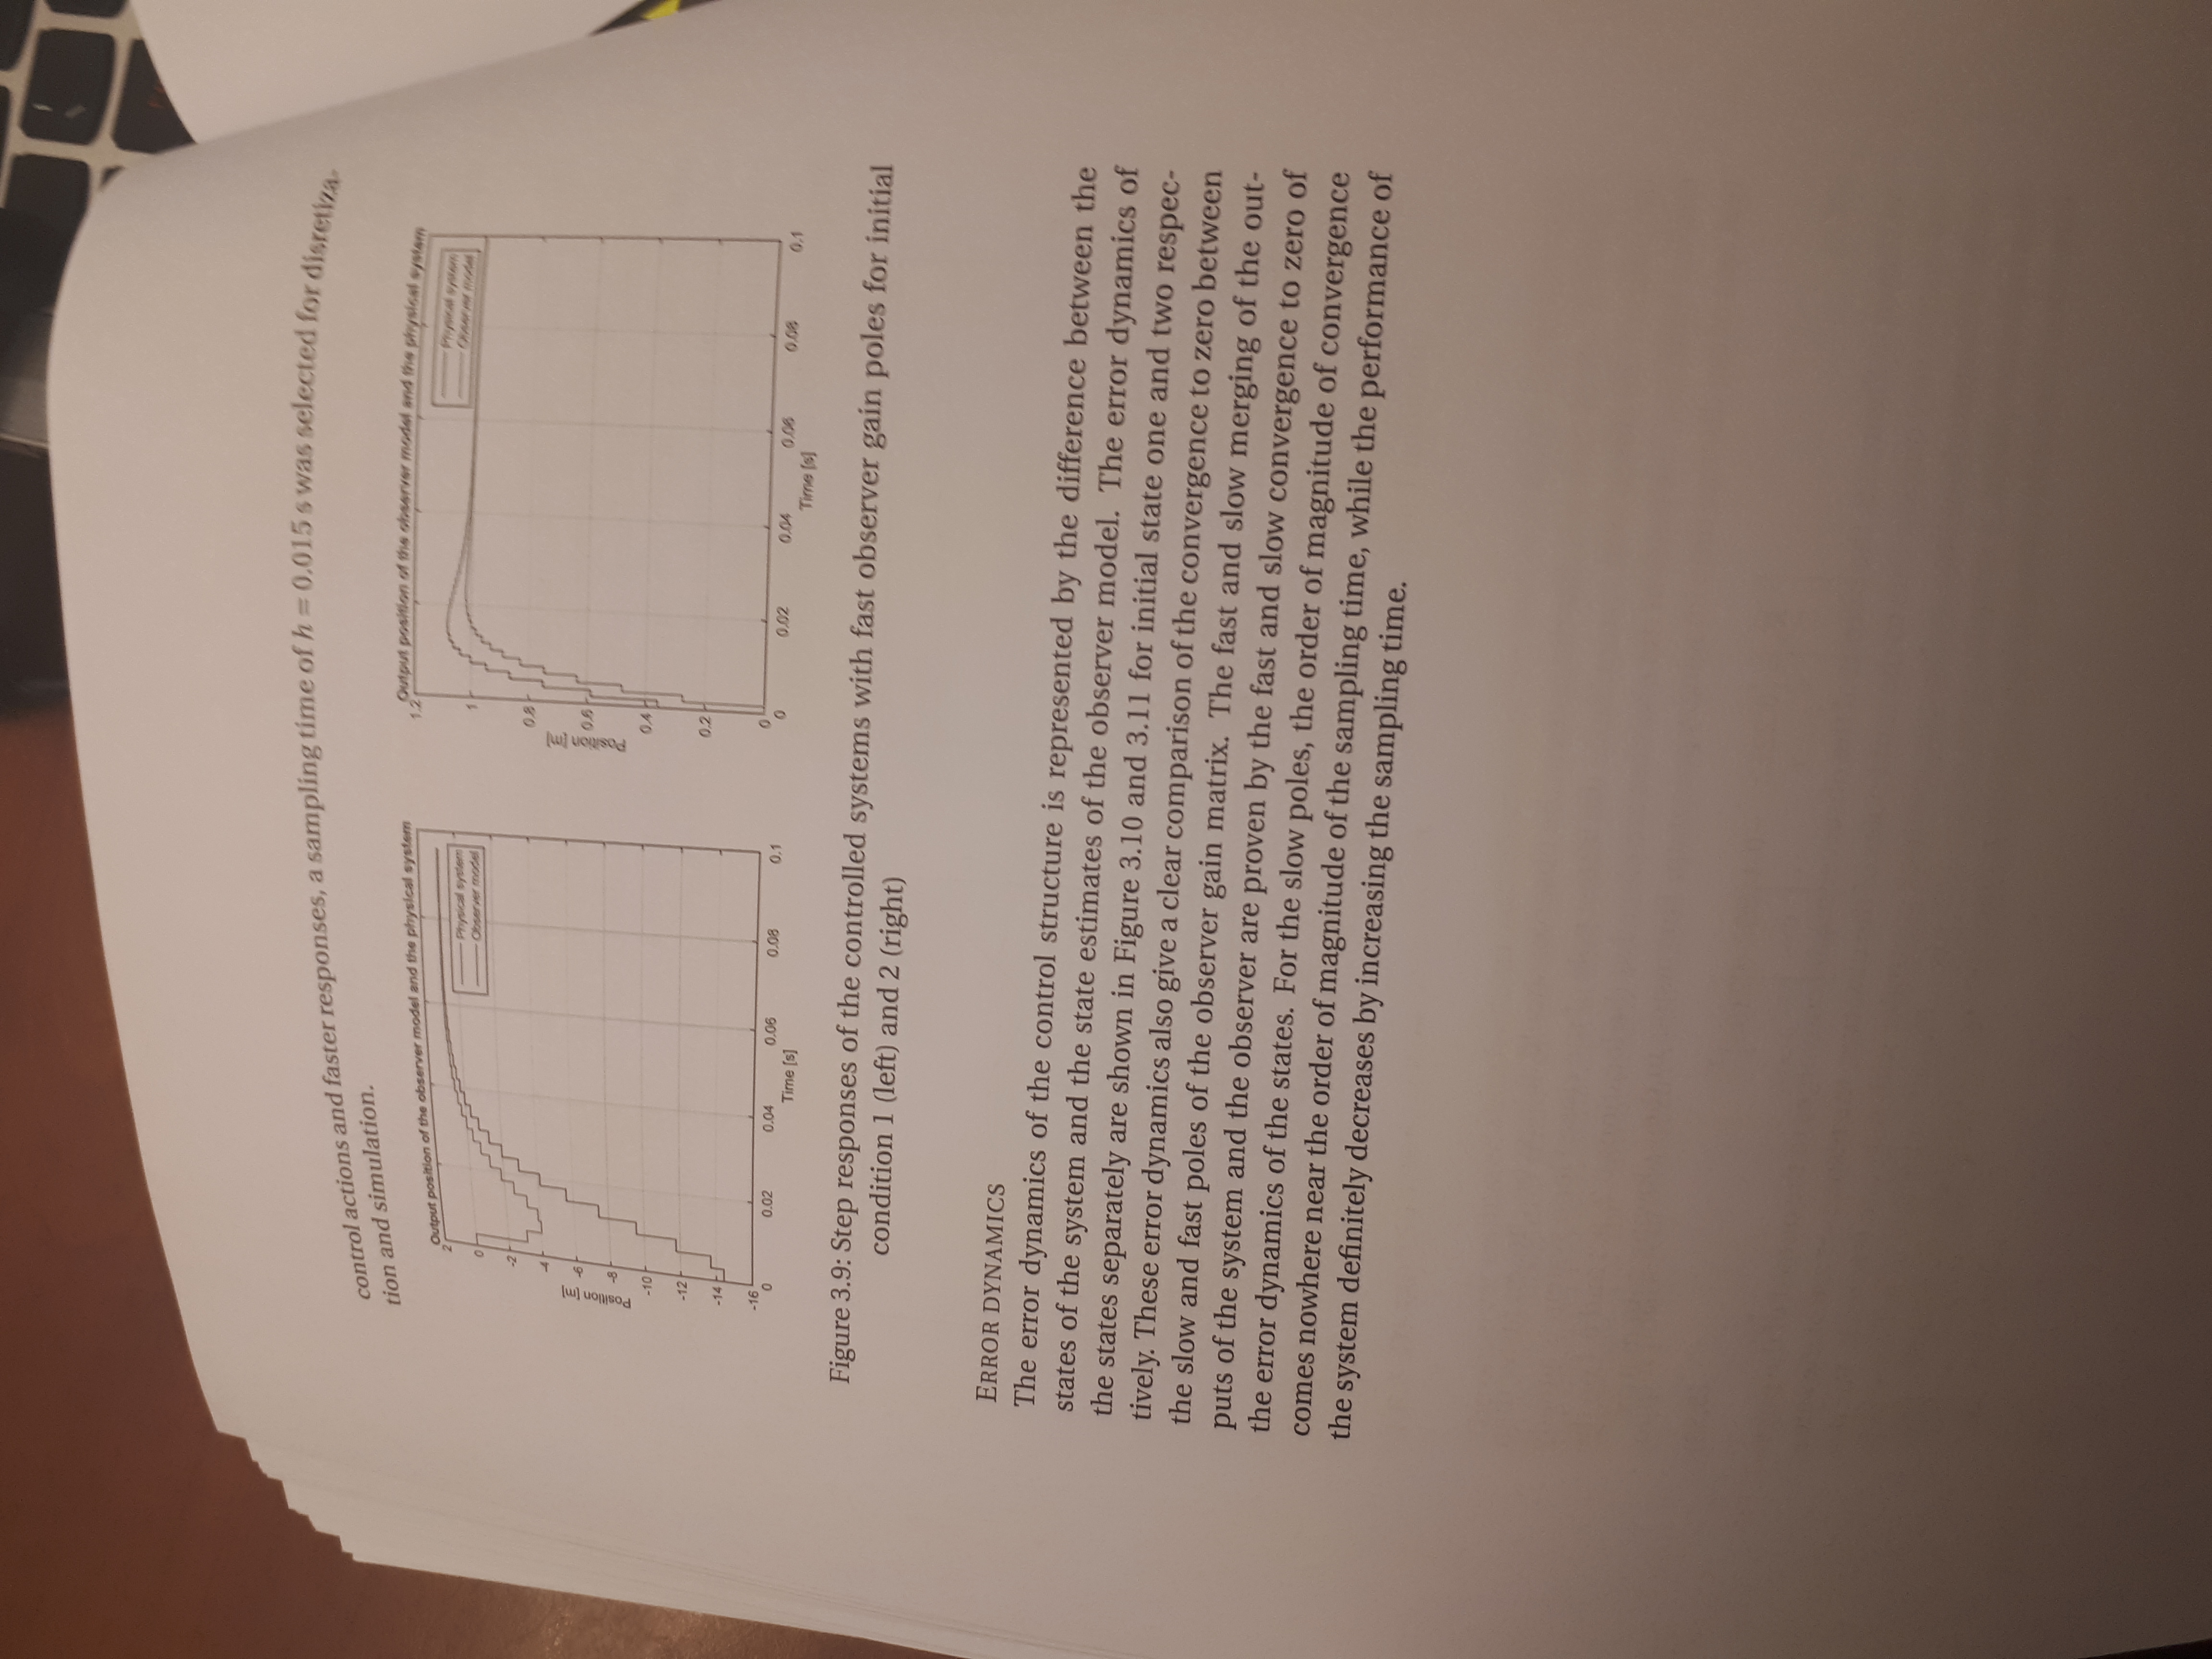 control actions and faster responses, a sampling time of h = 0.015 s was selected for disretiza-
tion and simulation.
Output position of the observer model and the physical system
2
0
-2
-4
-6
-8
-10
-12
-14
-16
Position [m]
Physical system
Observer model
0 0.02 0.04 0.06 0.08 0.1
Time [s]
Output position of the observer model and the physical system
1.2
1
0.8
0.6
0.4
0.2
0
Position [m]
Physical system
Observer model
0 0.02 0.04 0.06 0.08 0.1
Time [s]
Figure 3.9: Step responses of the controlled systems with fast observer gain poles for initial
condition 1 (left) and 2 (right)
ERROR DYNAMICS
The error dynamics of the control structure is represented by the difference between the
states of the system and the state estimates of the observer model. The error dynamics of
the states separately are shown in Figure 3.10 and 3.11 for initial state one and two respec-
tively. These error dynamics also give a clear comparison of the convergence to zero between
the slow and fast poles of the observer gain matrix. The fast and slow merging of the out-
puts of the system and the observer are proven by the fast and slow convergence to zero of
the error dynamics of the states. For the slow poles, the order of magnitude of convergence
comes nowhere near the order of magnitude of the sampling time, while the performance of
the system definitely decreases by increasing the sampling time.